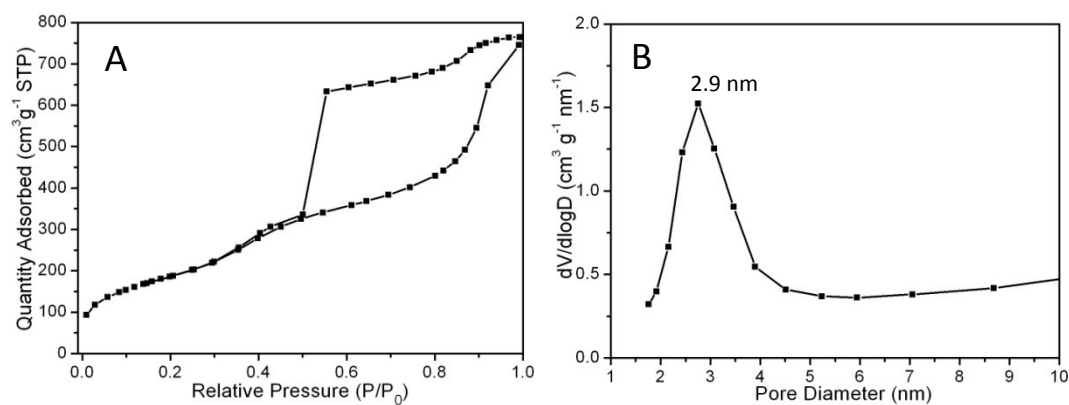 A
Quantity Adsorbed (cm³g⁻¹ STP)
800
700
600
500
400
300
200
100
0
0.0 0.2 0.4 0.6 0.8 1.0
Relative Pressure (P/P₀)
B
2.9 nm
dV/dlogD (cm³ g⁻¹ nm⁻¹)
2.0
1.5
1.0
0.5
0.0
1 2 3 4 5 6 7 8 9 10
Pore Diameter (nm)